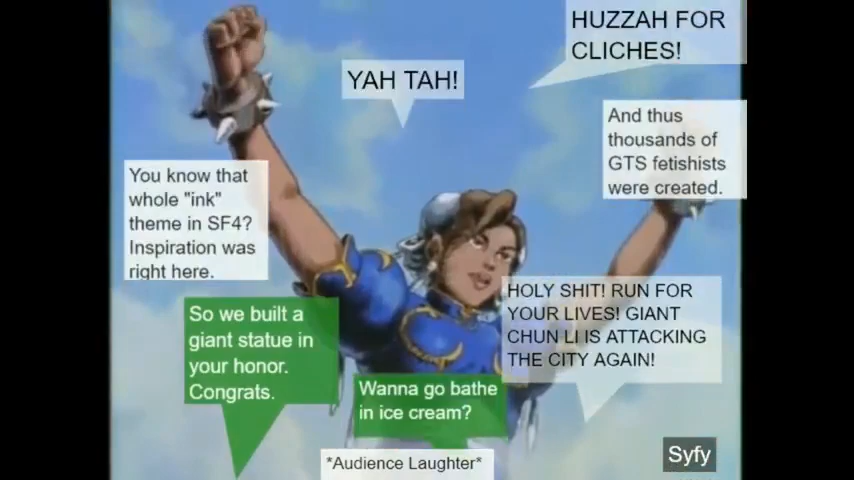 HUZZAH FOR
CLICHES!
YAH TAH!
And thus
thousands of
GTS fetishists
were created.
You know that
whole "ink"
theme in SF4?
Inspiration was
right here.
HOLY SHIT! RUN FOR
YOUR LIVES! GIANT
CHUN LI IS ATTACKING
THE CITY AGAIN!
So we built a
giant statue in
your honor.
Congrats.
Wanna go bathe
in ice cream?
*Audience Laughter*
Syfy